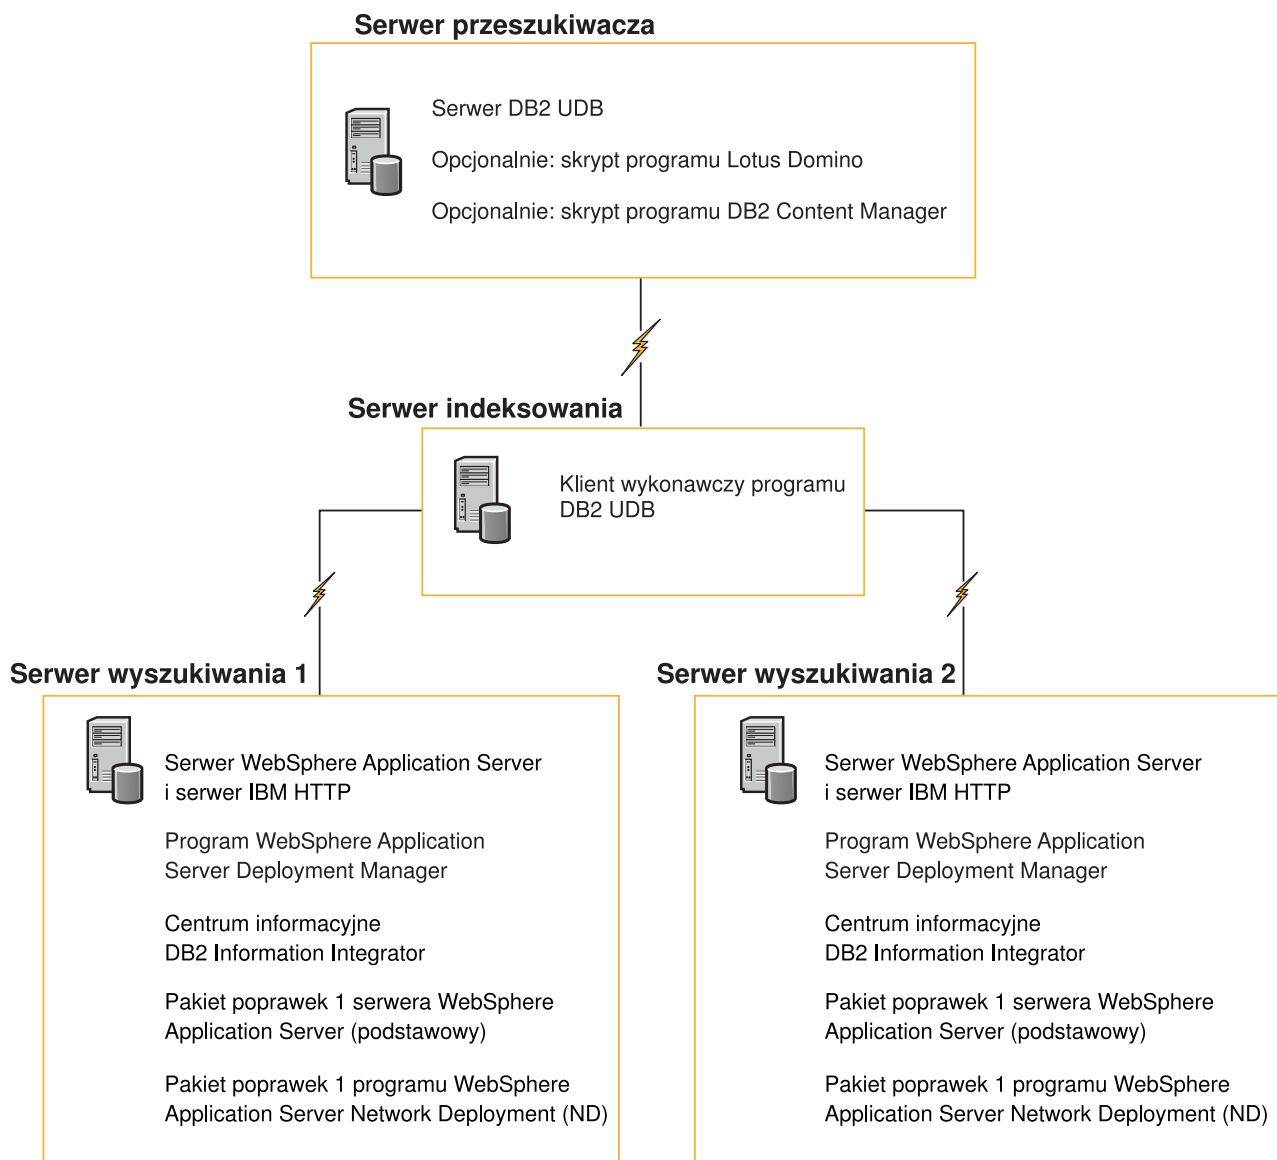 Serwer przeszukiwacza
Serwer DB2 UDB
Opcjonalnie: skrypt programu Lotus Domino
Opcjonalnie: skrypt programu DB2 Content Manager
Serwer indeksowania
Klient wykonawczy programu
DB2 UDB
Serwer wyszukiwania 1
Serwer WebSphere Application Server
i serwer IBM HTTP
Program WebSphere Application
Server Deployment Manager
Centrum informacyjne
DB2 Information Integrator
Pakiet poprawek 1 serwera WebSphere
Application Server (podstawowy)
Pakiet poprawek 1 programu WebSphere
Application Server Network Deployment (ND)
Serwer wyszukiwania 2
Serwer WebSphere Application Server
i serwer IBM HTTP
Program WebSphere Application
Server Deployment Manager
Centrum informacyjne
DB2 Information Integrator
Pakiet poprawek 1 serwera WebSphere
Application Server (podstawowy)
Pakiet poprawek 1 programu WebSphere
Application Server Network Deployment (ND)